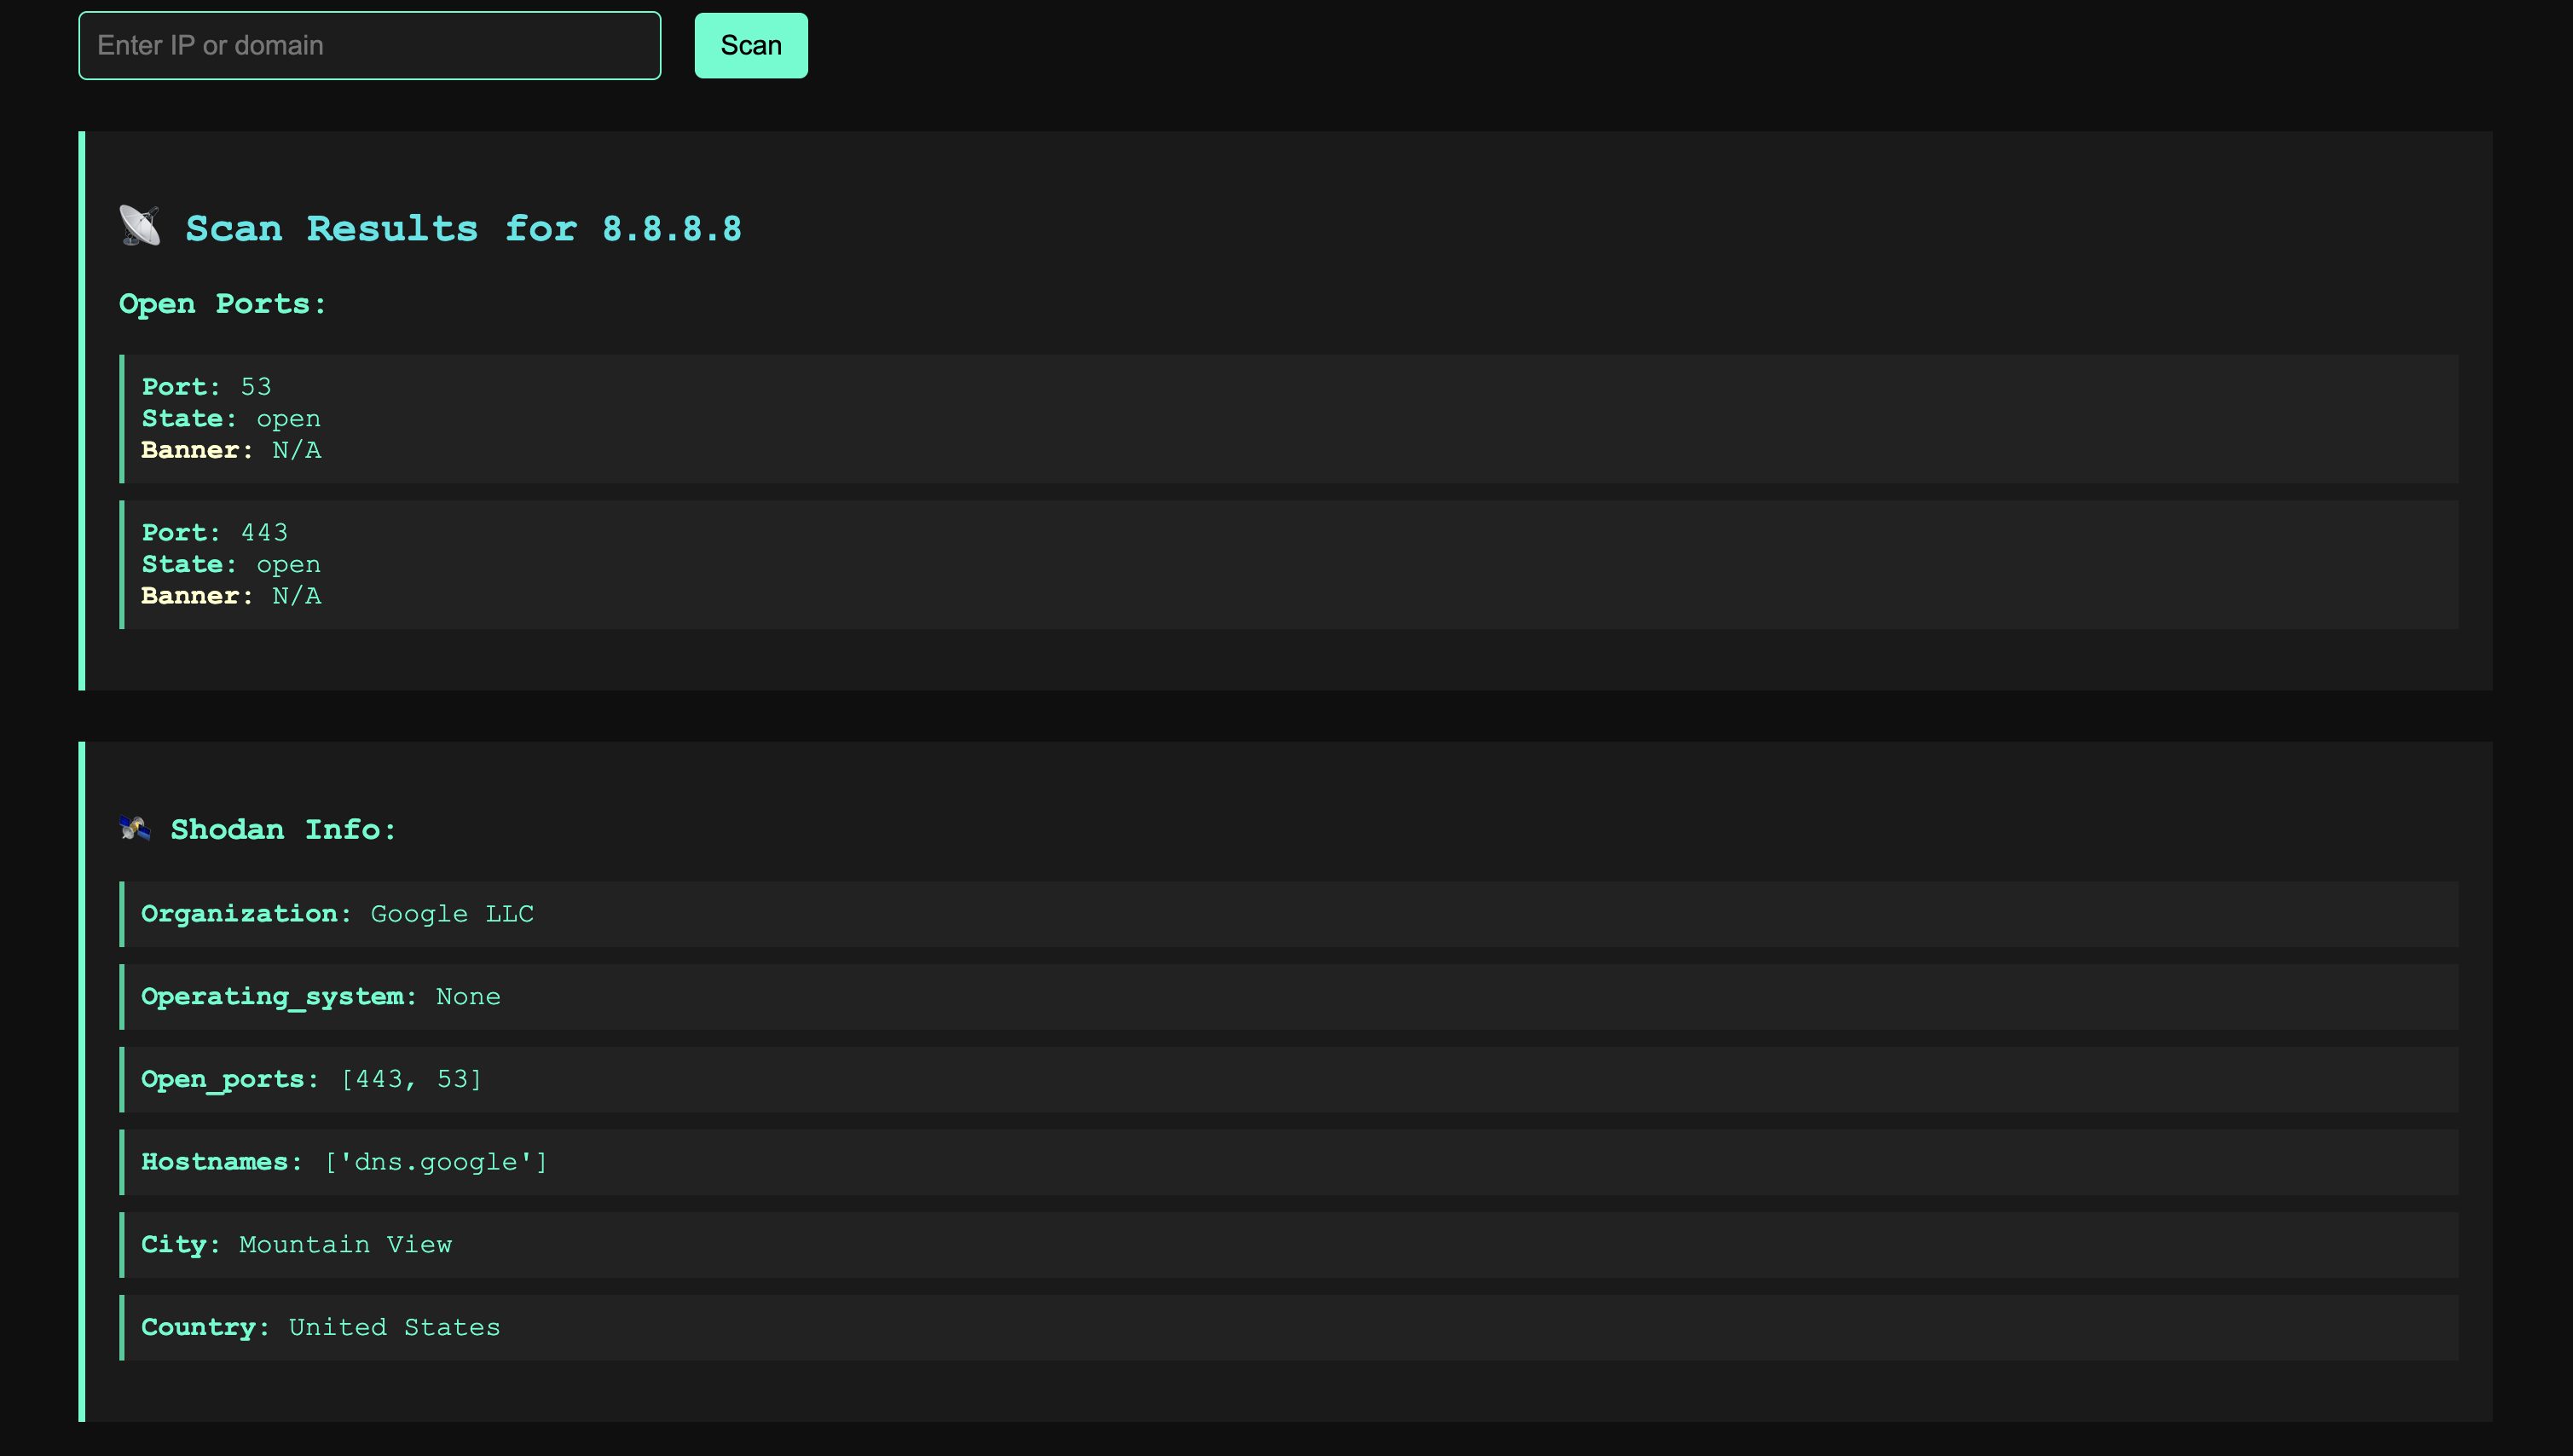 Enter IP or domain
Scan
Scan Results for 8.8.8.8
Open Ports:
Port: 53
State: open
Banner: N/A
Port: 443
State: open
Banner: N/A
Shodan Info:
Organization: Google LLC
Operating_system: None
Open_ports: [443, 53]
Hostnames: ['dns.google']
City: Mountain View
Country: United States